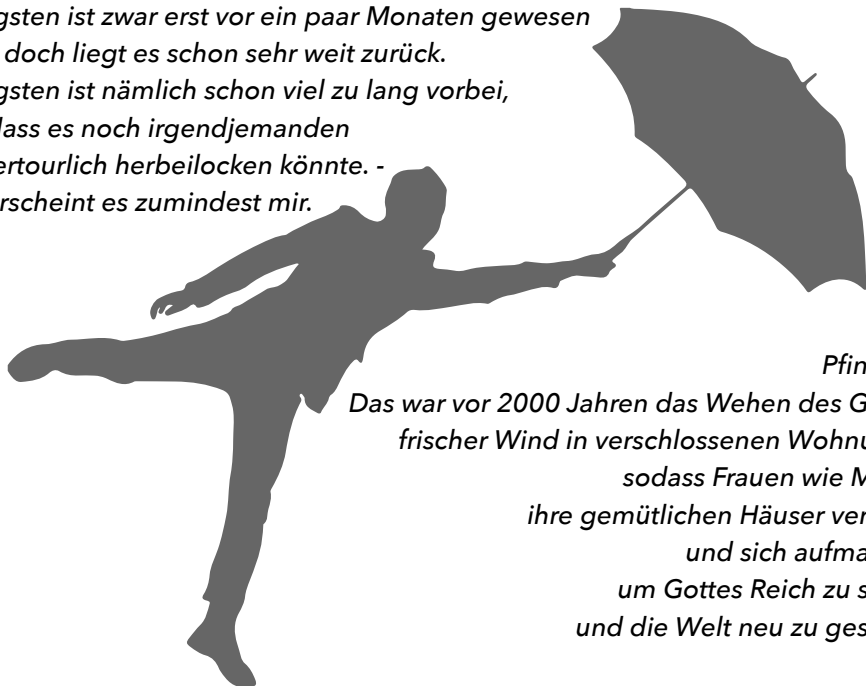 gsten ist zwar erst vor ein paar Monaten gewesen
doch liegt es schon sehr weit zurück.
gsten ist nämlich schon viel zu lang vorbei,
dass es noch irgendjemanden
ertourlich herbeilocken könnte. -
erscheint es zumindest mir.
Pfin
Das war vor 2000 Jahren das Wehen des G
frischer Wind in verschlossenen Wohnu
sodass Frauen wie M
ihre gemütlichen Häuser ver
und sich aufma
um Gottes Reich zu s
und die Welt neu zu ges